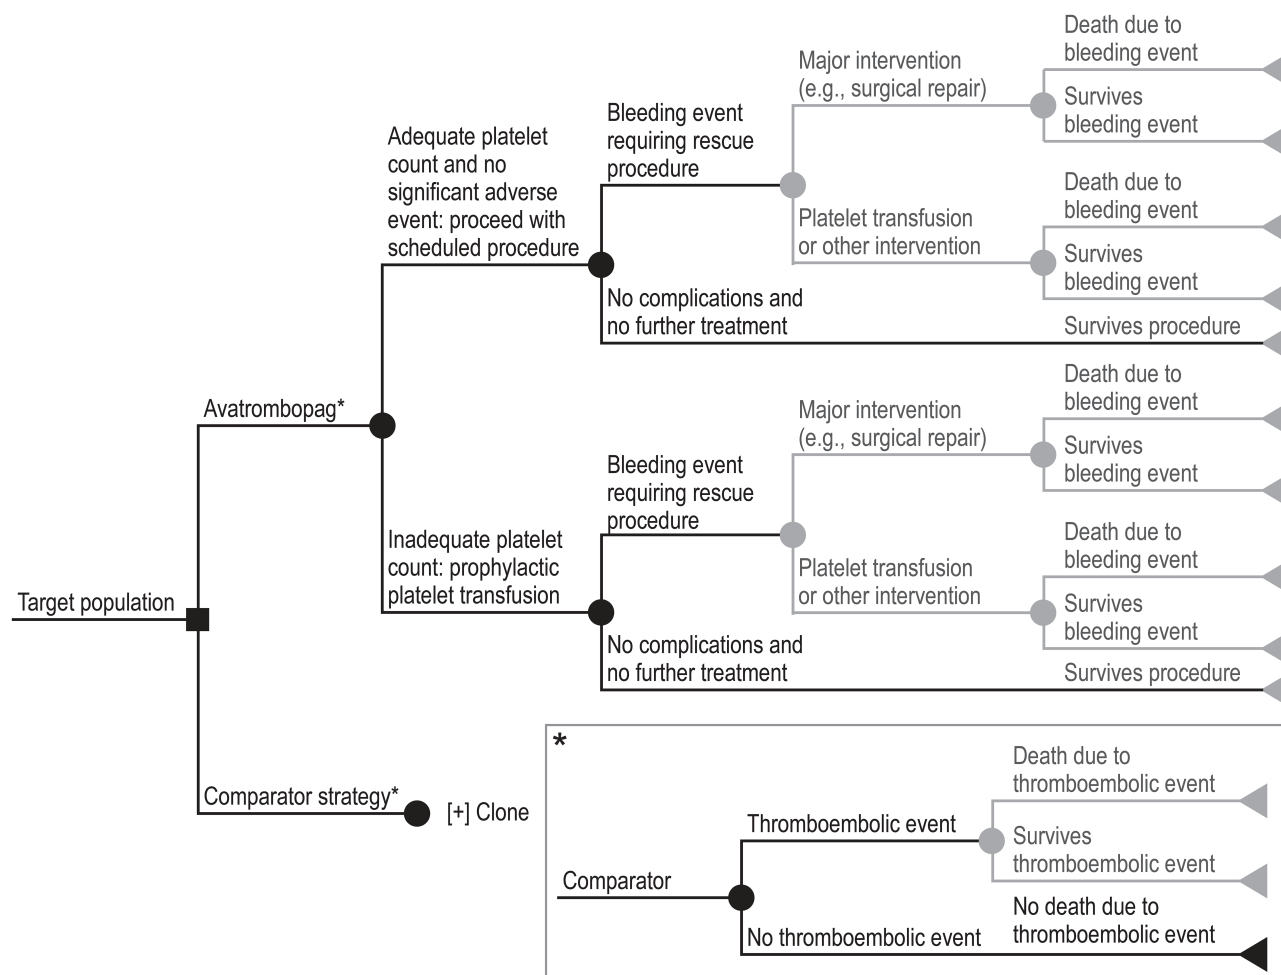 Death due to
bleeding event
Major intervention
(e.g., surgical repair)
Survives
bleeding event
Bleeding event
requiring rescue
procedure
Adequate platelet
count and no
significant adverse
event: proceed with
scheduled procedure
Death due to
bleeding event
Platelet transfusion
or other intervention
Survives
bleeding event
No complications and
no further treatment
Survives procedure
Avatrombopag*
Death due to
bleeding event
Major intervention
(e.g., surgical repair)
Survives
bleeding event
Bleeding event
requiring rescue
procedure
Inadequate platelet
count: prophylactic
platelet transfusion
Death due to
bleeding event
Platelet transfusion
or other intervention
Survives
bleeding event
Target population
No complications and
no further treatment
Survives procedure
Comparator strategy*
[+] Clone
*
Death due to
thromboembolic event
Thromboembolic event
Survives
thromboembolic event
Comparator
No death due to
thromboembolic event
No thromboembolic event